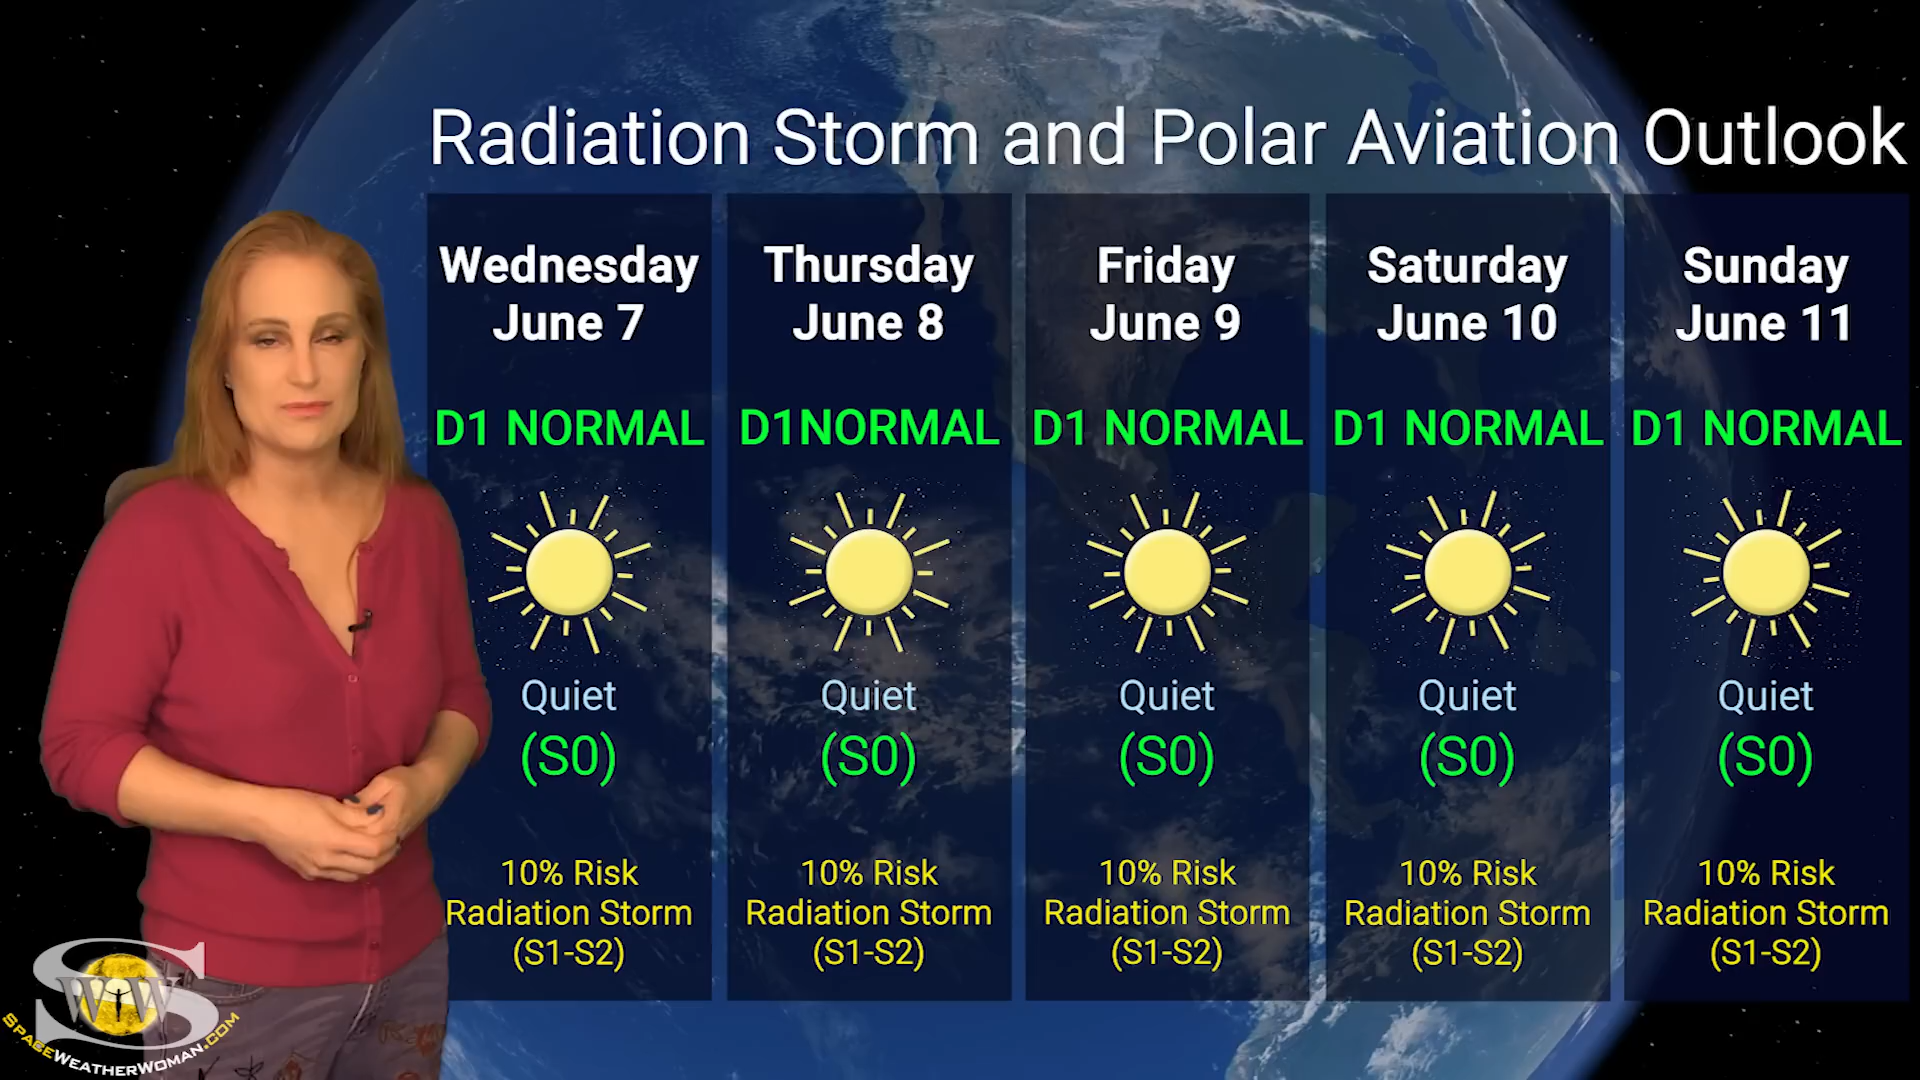 Radiation Storm and Polar Aviation Outlook
Wednesday
June 7
D1 NORMAL
Quiet
(S0)
10% Risk
Radiation Storm
(S1-S2)
Thursday
June 8
D1NORMAL
Quiet
(S0)
10% Risk
Radiation Storm
(S1-S2)
Friday
June 9
D1 NORMAL
Quiet
(S0)
10% Risk
Radiation Storm
(S1-S2)
Saturday
June 10
D1 NORMAL
Quiet
(S0)
10% Risk
Radiation Storm
(S1-S2)
Sunday
June 11
D1 NORMAL
Quiet
(S0)
10% Risk
Radiation Storm
(S1-S2)
SWW
SPACEWEATHERWOMAN.COM